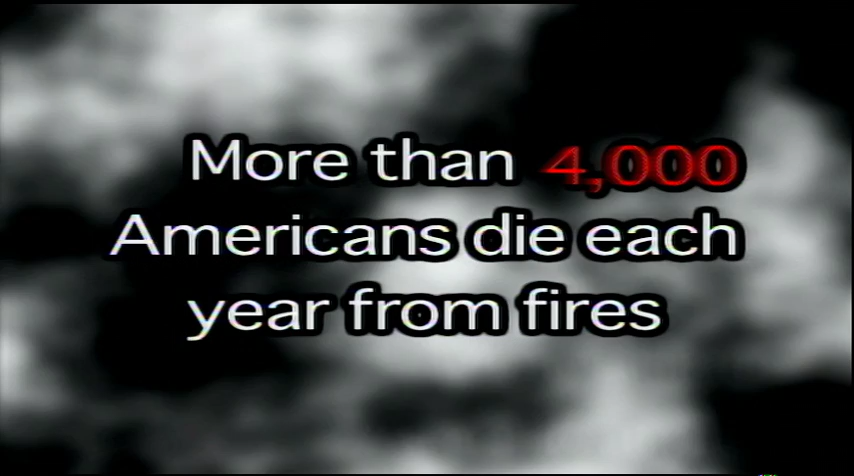 More than 4,000
Americans die each
year from fires